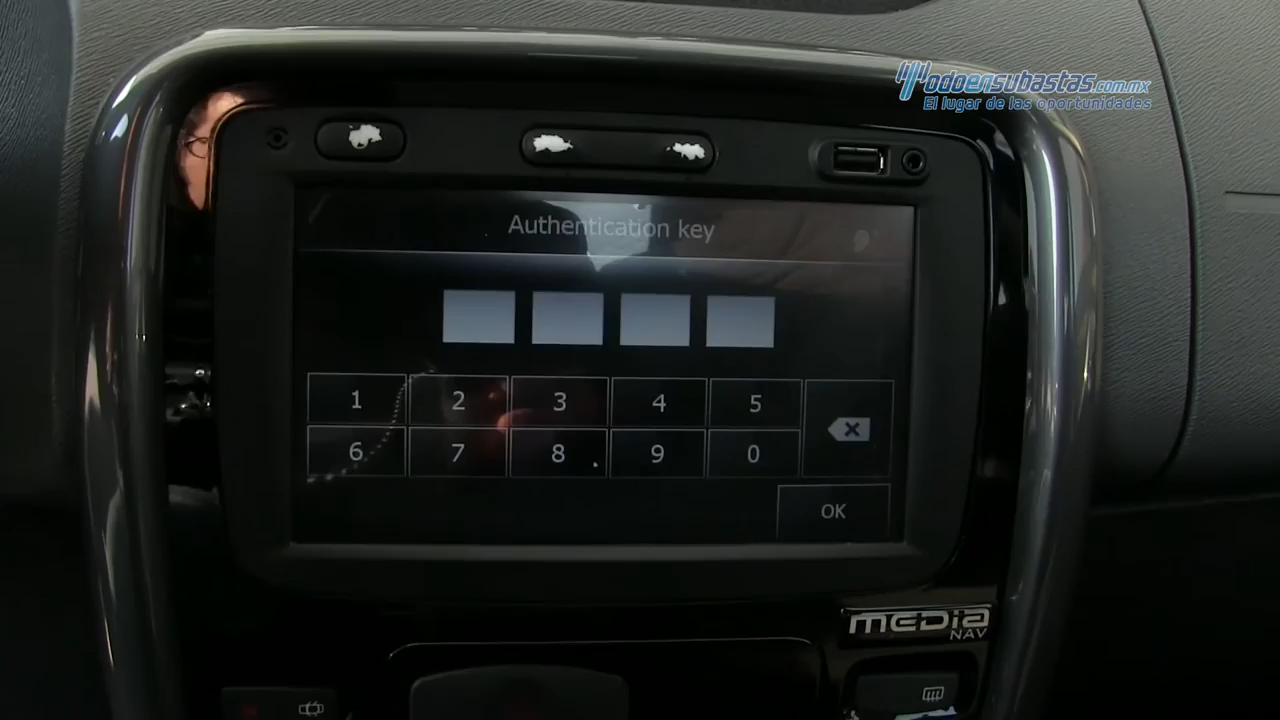 Todoensubastas.com.mx
El lugar de las oportunidades
Authentication key
1 2 3 4 5
6 7 8 9 0
OK
MEDIA
NAV